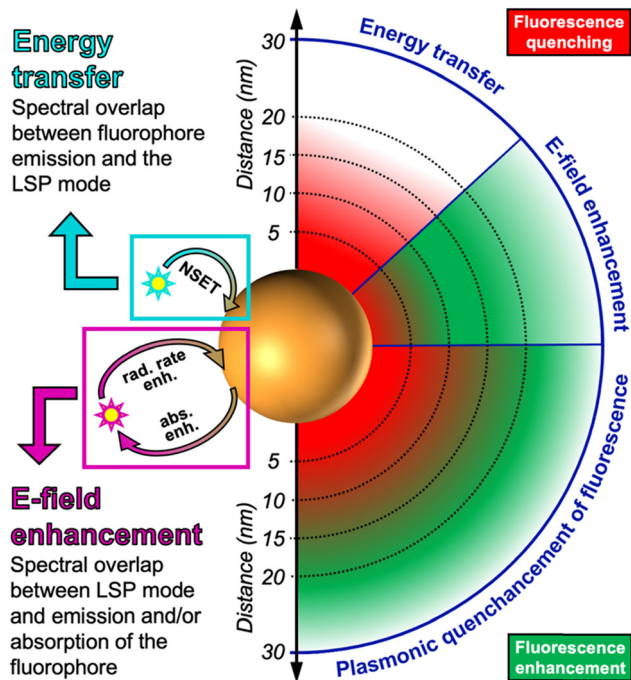 Energy
transfer
Spectral overlap
between fluorophore
emission and the
LSP mode
NSET
rad. rate
enh.
abs.
enh.
E-field
enhancement
Spectral overlap
between LSP mode
and emission and/or
absorption of the
fluorophore
Fluorescence
quenching
30
20
15
10
5
Distance (nm)
Energy transfer
E-field enhancement
Plasmonic quenchancement of fluorescence
5
10
15
20
30
Distance (nm)
Fluorescence
enhancement